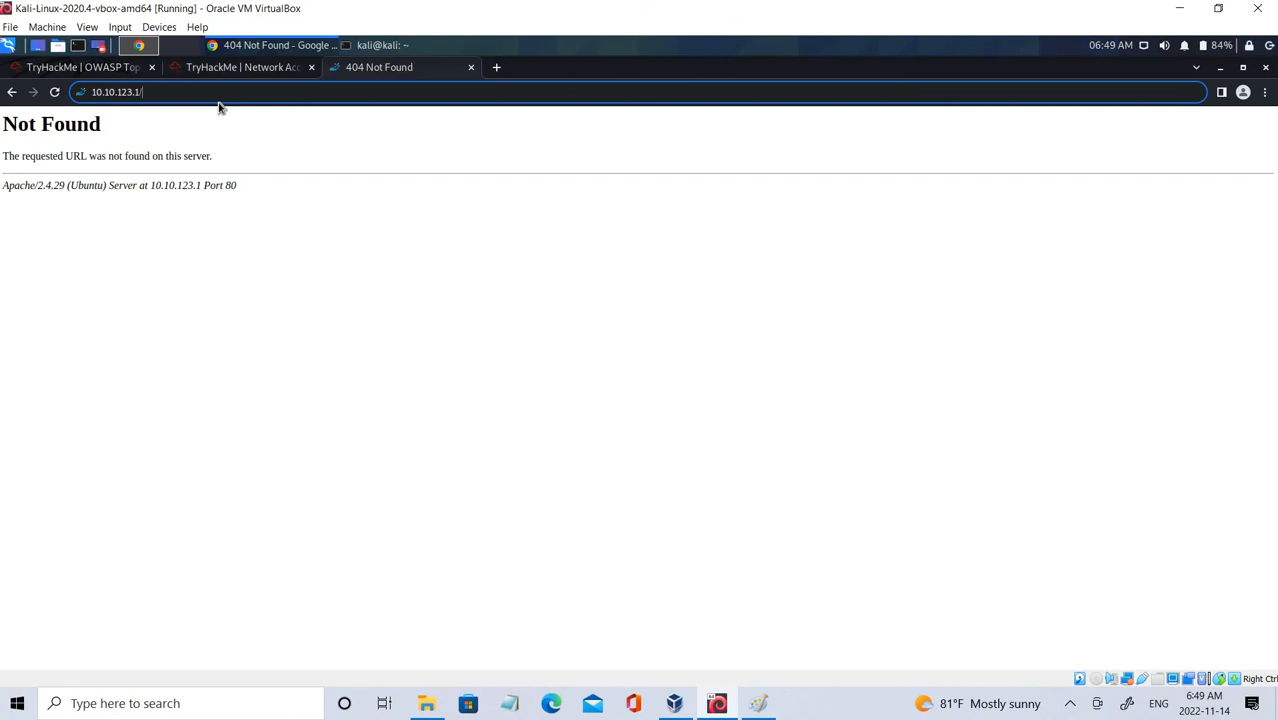 Kali-Linux-2020.4-vbox-amd64 [Running] - Oracle VM VirtualBox
File Machine View Input Devices Help
404 Not Found - Google ... kali@kali: ~ 06:49 AM 84%
TryHackMe | OWASP Top TryHackMe | Network Acc 404 Not Found
10.10.123.1/
Not Found
The requested URL was not found on this server.
Apache/2.4.29 (Ubuntu) Server at 10.10.123.1 Port 80
Right Ctrl
Type here to search 81°F Mostly sunny ENG 6:49 AM
2022-11-14